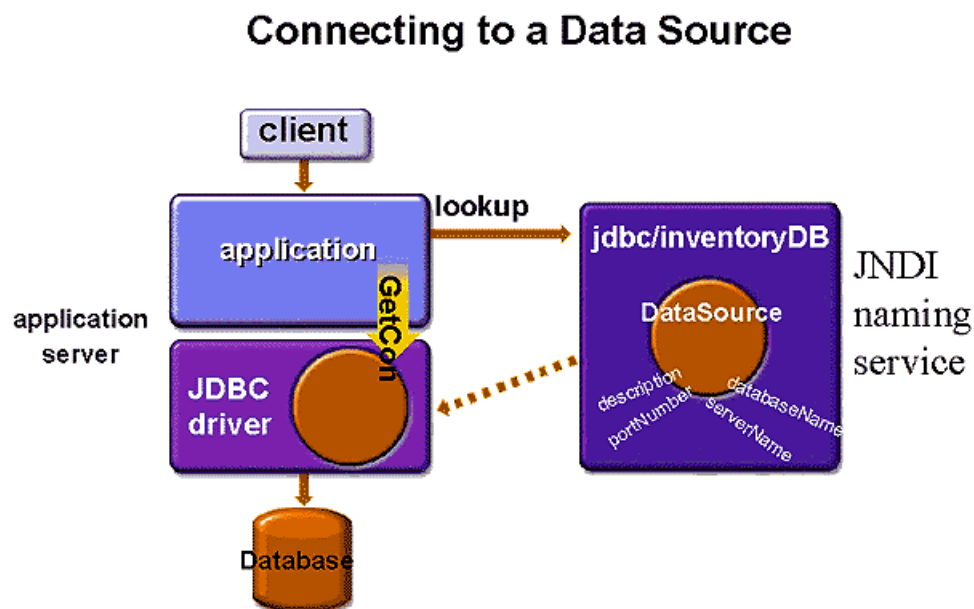 Connecting to a Data Source
client
application
lookup
GetCon
application
server
JDBC
driver
Database
jdbc/inventoryDB
DataSource
description
portNumber
serverName
databaseName
JNDI
naming
service